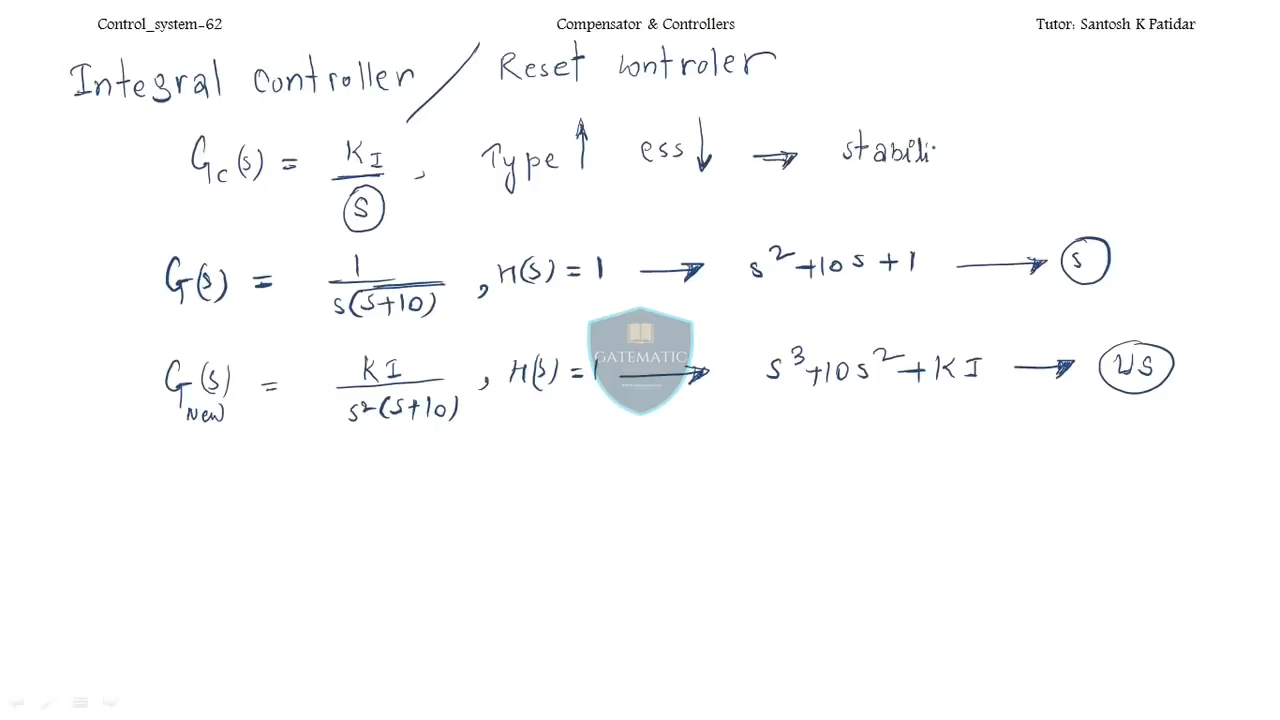 Control_system-62 Compensator & Controllers Tutor: Santosh K Patidar
Integral controller / Reset controler
Gc(s) = KI/S , Type ↑ ess ↓ ⇒ stabili
G(s) = 1/s(s+10) , H(s) = 1 → s²+10s+1 → S
G(s) New = KI/s²(s+10) , H(s) = 1 → s³+10s²+KI → US
GATEMATIC